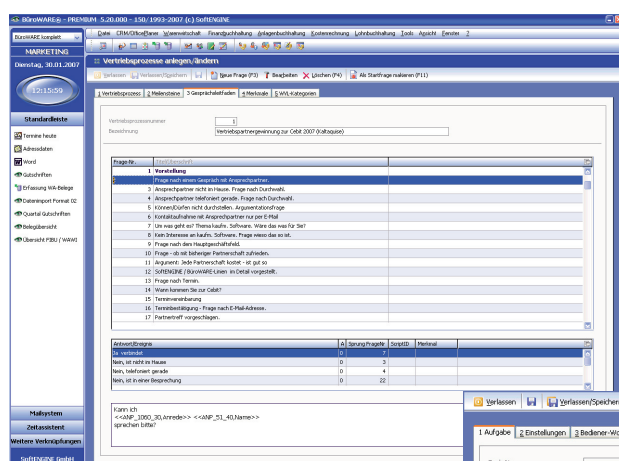 BüroWARE® - PREMIUM 5.20.000 - 150/1993-2007 (c) SoftENGINE
BüroWARE komplett
Datei CRM/OfficePlaner Warenwirtschaft Finanzbuchhaltung Anlagenbuchhaltung Kostenrechnung Lohnbuchhaltung Tools Ansicht Fenster ?
MARKETING
Dienstag, 30.01.2007
12:15:59
Standardleiste
Termine heute
Adressdaten
Word
Gutschriften
Erfassung WA-Belege
Datenimport Format 02
Quartal Gutschriften
Belegübersicht
Übersicht FIBU / WAWI
Mailsystem
Zeitassistent
Weitere Verknüpfungen
SoftENGINE GmbH
Vertriebsprozesse anlegen/ändern
Verlassen Verlassen/Speichern Neue Frage (F3) Bearbeiten Löschen (F4) Als Startfrage makieren (F11)
1 Vertriebsprozess 2 Meilensteine 3 Gesprächsleitfaden 4 Merkmale 5 WVL-Kategorien
Vertriebsprozessnummer 1
Bezeichnung Vertriebspartnergewinnung zur Cebit 2007 (Kaltaquise)
Frage-Nr. Titel/Überschrift
1 Vorstellung
Frage nach einem Gespräch mit Ansprechpartner.
3 Ansprechpartner nicht im Hause. Frage nach Durchwahl.
4 Ansprechpartner telefoniert gerade. Frage nach Durchwahl.
5 Können/Dürfen nicht durchstellen. Argumentationsfrage
6 Kontaktaufnahme mit Ansprechpartner nur per E-Mail
7 Um was geht es? Thema kaufm. Software. Wäre das was für Sie?
8 Kein Interesse an kaufm. Software. Frage wieso das so ist.
9 Frage nach dem Hauptgeschäftsfeld.
10 Frage - ob mit bisheriger Partnerschaft zufrieden.
11 Argument: Jede Partnerschaft kostet - ist gut so
12 SoftENGINE / BüroWARE-Linien im Detail vorgestellt.
13 Frage nach Termin.
14 Wann kommen Sie zur Cebit?
15 Terminvereinbarung
16 Terminbestätigung - Frage nach E-Mail-Adresse.
17 Partnertreff vorgeschlagen.
Antwort/Ereignis A Sprung FrageNr ScriptID Merkmal
Ja verbindet 0 7
Nein, ist nicht im Hause 0 3
Nein, telefoniert gerade 0 4
Nein, ist in einer Besprechung 0 22
Kann ich
<<ANP_1060_30,Anrede>> <<ANP_51_40,Name>>
sprechen bitte?
Verlassen Verlassen/Speichen
1 Aufgabe 2 Einstellungen 3 Bediener-Wo